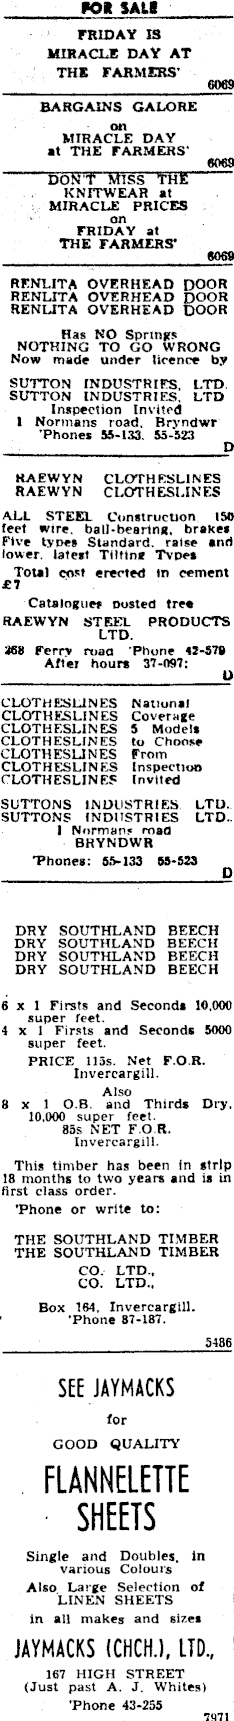 FOR SALE
FRIDAY IS
MIRACLE DAY AT
THE FARMERS'
6069
BARGAINS GALORE
on
MIRACLE DAY
at THE FARMERS'
6069
DON'T MISS THE
KNITWEAR at
MIRACLE PRICES
on
FRIDAY at
THE FARMERS'
6069
RENLITA OVERHEAD DOOR
RENLITA OVERHEAD DOOR
RENLITA OVERHEAD DOOR
Has NO Springs
NOTHING TO GO WRONG
Now made under licence by
SUTTON INDUSTRIES, LTD.
SUTTON INDUSTRIES, LTD
Inspection Invited
1 Normans road, Bryndwr
'Phones 55-133, 55-523
D
RAEWYN CLOTHESLINES
RAEWYN CLOTHESLINES
ALL STEEL Construction 150
feet wire, ball-bearing, brakes
Five types Standard, raise and
lower, latest Tilting Types
Total cost erected in cement
£7
Catalogues posted free
RAEWYN STEEL PRODUCTS
LTD.
268 Ferry road 'Phone 42-579
After hours 37-097:
D
CLOTHESLINES National
CLOTHESLINES Coverage
CLOTHESLINES 5 Models
CLOTHESLINES to Choose
CLOTHESLINES From
CLOTHESLINES Inspection
CLOTHESLINES Invited
SUTTONS INDUSTRIES, LTD.
SUTTONS INDUSTRIES LTD..
1 Normans road
BRYNDWR
'Phones: 55-133 55-523
D
DRY SOUTHLAND BEECH
DRY SOUTHLAND BEECH
DRY SOUTHLAND BEECH
DRY SOUTHLAND BEECH
6 x 1 Firsts and Seconds 10,000
super feet.
4 x 1 Firsts and Seconds 5000
super feet.
PRICE 115s. Net F.O.R.
Invercargill.
Also
8 x 1 O.B. and Thirds Dry,
10,000 super feet.
85s NET F.O.R.
Invercargill.
This timber has been in strip
18 months to two years and is in
first class order.
'Phone or write to:
THE SOUTHLAND TIMBER
THE SOUTHLAND TIMBER
CO. LTD.,
CO. LTD.,
Box 164, Invercargill.
'Phone 87-187.
5486
SEE JAYMACKS
for
GOOD QUALITY
FLANNELETTE
SHEETS
Single and Doubles, in
various Colours
Also Large Selection of
LINEN SHEETS
in all makes and sizes
JAYMACKS (CHCH.), LTD.,
167 HIGH STREET
(Just past A. J. Whites)
'Phone 43-255
7971